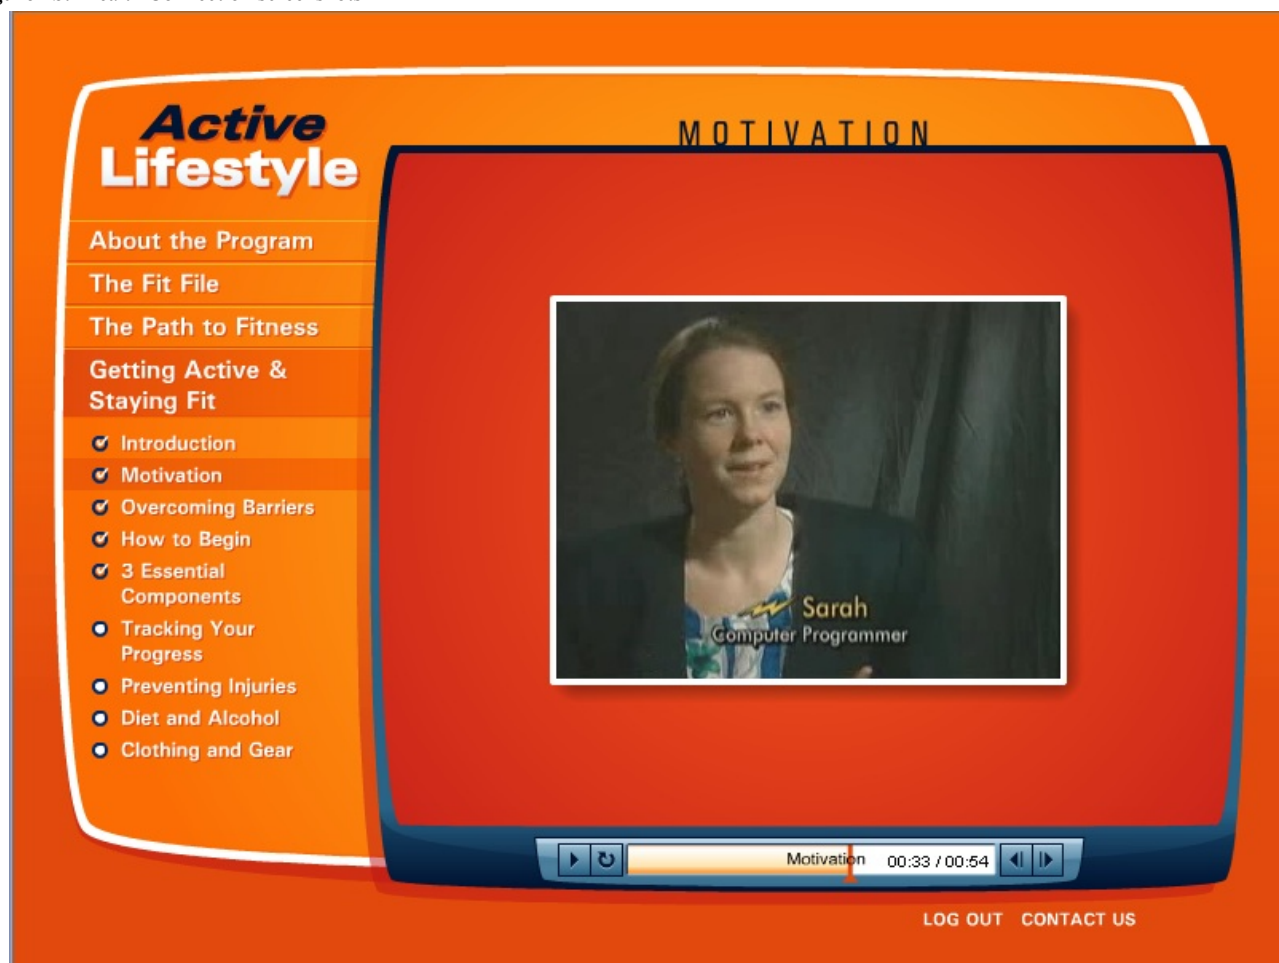 Active
Lifestyle
MOTIVATION
About the Program
The Fit File
The Path to Fitness
Getting Active &
Staying Fit
Introduction
Motivation
Overcoming Barriers
How to Begin
3 Essential
Components
Tracking Your
Progress
Preventing Injuries
Diet and Alcohol
Clothing and Gear
Sarah
Computer Programmer
Motivation 00:33 / 00:54
LOG OUT CONTACT US